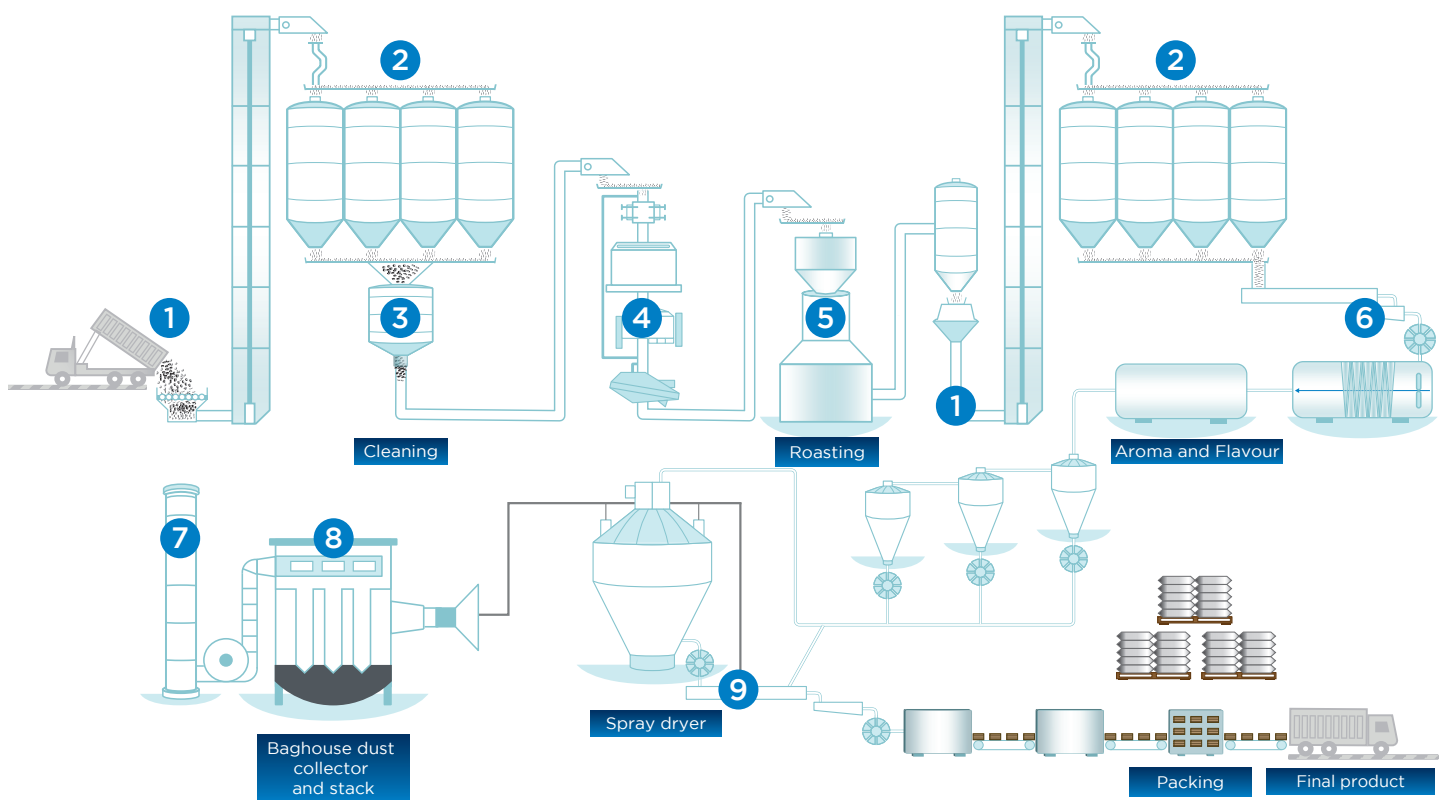 2
2
1
3
4
5
6
1
Cleaning
Roasting
Aroma and Flavour
7
8
9
Spray dryer
Baghouse dust
collector
and stack
Packing
Final product